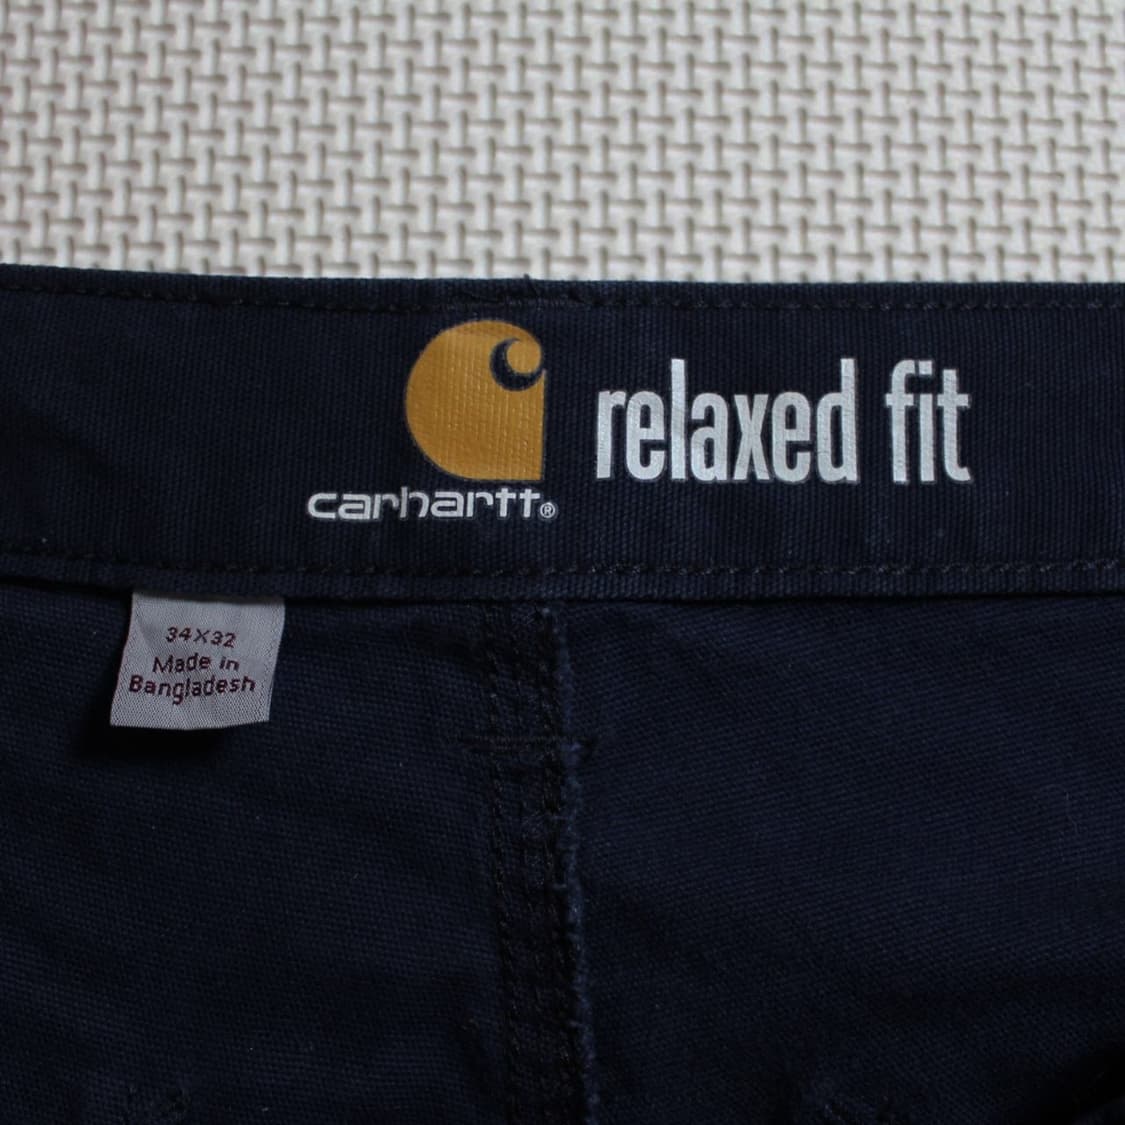 relaxed fit
carhartt®
34X32
Made in
Bangladesh